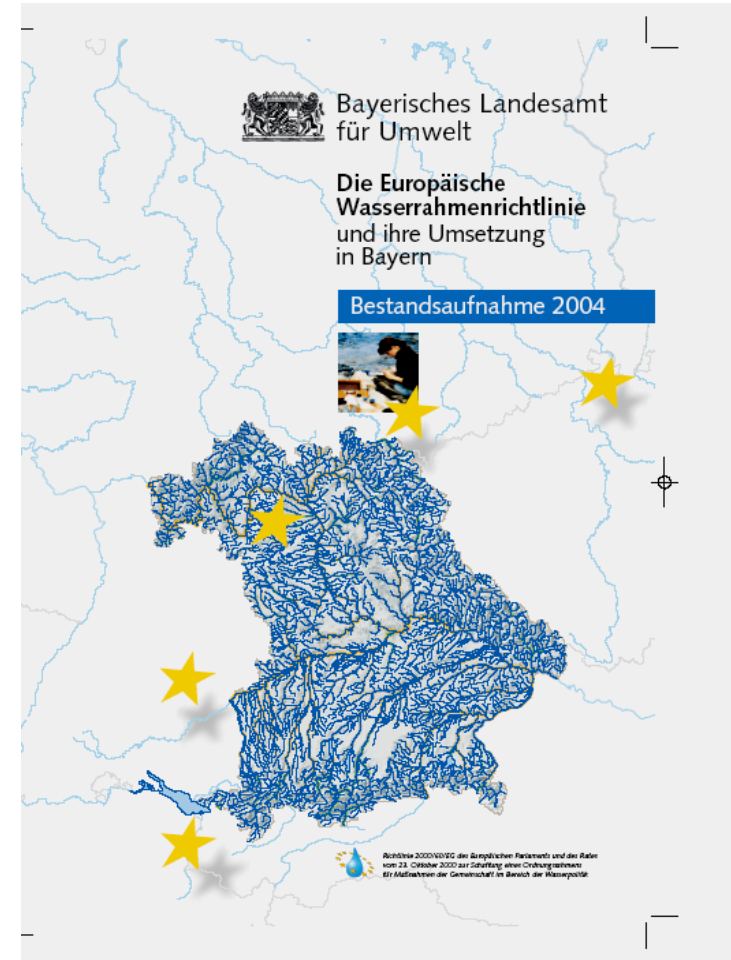 Bayerisches Landesamt
für Umwelt
Die Europäische
Wasserrahmenrichtlinie
und ihre Umsetzung
in Bayern
Bestandsaufnahme 2004
Richtlinie 2000/60/EG des Europäischen Parlaments und des Rates
vom 23. Oktober 2000 zur Schaffung eines Ordnungsrahmens
für Maßnahmen der Gemeinschaft im Bereich der Wasserpolitik